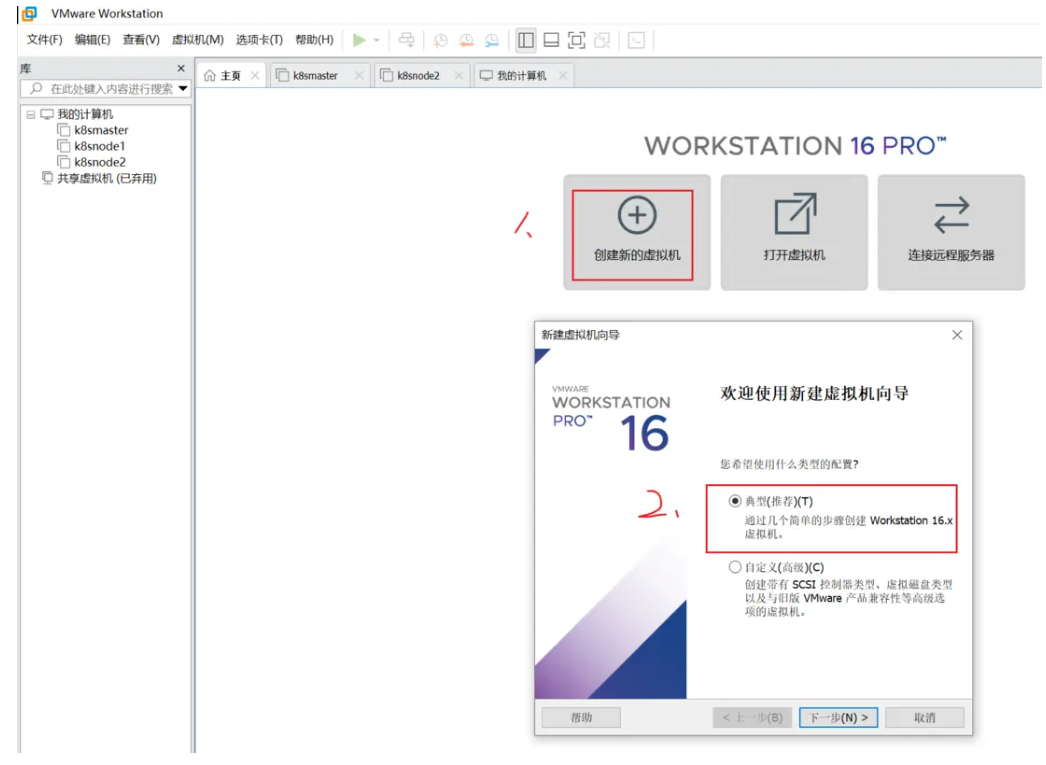 VMware Workstation
文件(F) 编辑(E) 查看(V) 虚拟机(M) 选项卡(T) 帮助(H)
库
在此处键入内容进行搜索
主页 k8smaster k8snode2 我的计算机
我的计算机
k8smaster
k8snode1
k8snode2
共享虚拟机 (已弃用)
WORKSTATION 16 PRO™
1、
创建新的虚拟机 打开虚拟机 连接远程服务器
新建虚拟机向导
VMWARE
WORKSTATION
PRO™ 16
欢迎使用新建虚拟机向导
您希望使用什么类型的配置?
2、
典型(推荐)(T)
通过几个简单的步骤创建 Workstation 16.x
虚拟机。
自定义(高级)(C)
创建带有 SCSI 控制器类型、虚拟磁盘类型
以及与旧版 VMware 产品兼容性等高级选
项的虚拟机。
帮助 < 上一步(B) 下一步(N) > 取消